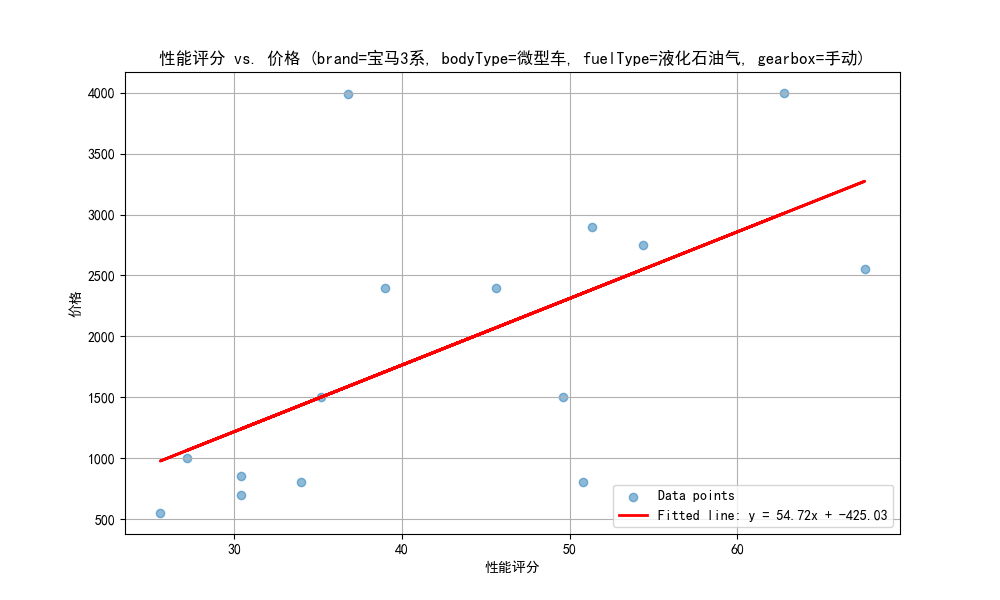 性能评分 vs. 价格 (brand=宝马3系, bodyType=微型车, fuelType=液化石油气, gearbox=手动)
价格
4000
3500
3000
2500
2000
1500
1000
500
30 40 50 60
性能评分
Data points
Fitted line: y = 54.72x + -425.03